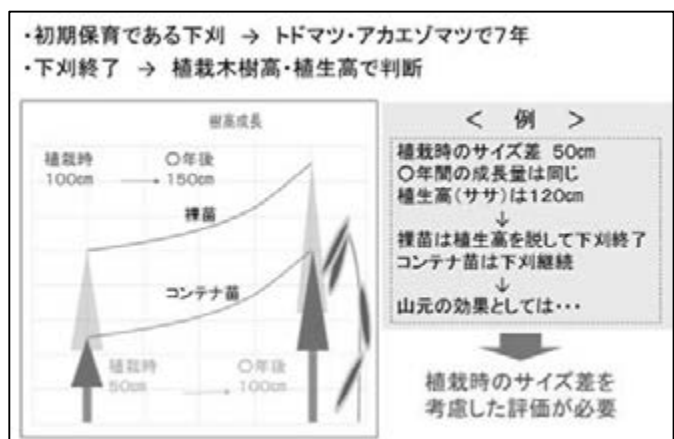 ・初期保育である下刈 → トドマツ・アカエゾマツで7年
・下刈終了 → 植栽木樹高・植生高で判断
樹高成長
植栽時 〇年後
100cm → 150cm
裸苗
コンテナ苗
植栽時 〇年後
50cm → 100cm
＜ 例 ＞
植栽時のサイズ差 50cm
〇年間の成長量は同じ
植生高(ササ)は120cm
↓
裸苗は植生高を脱して下刈終了
コンテナ苗は下刈継続
↓
山元の効果としては・・・
植栽時のサイズ差を
考慮した評価が必要